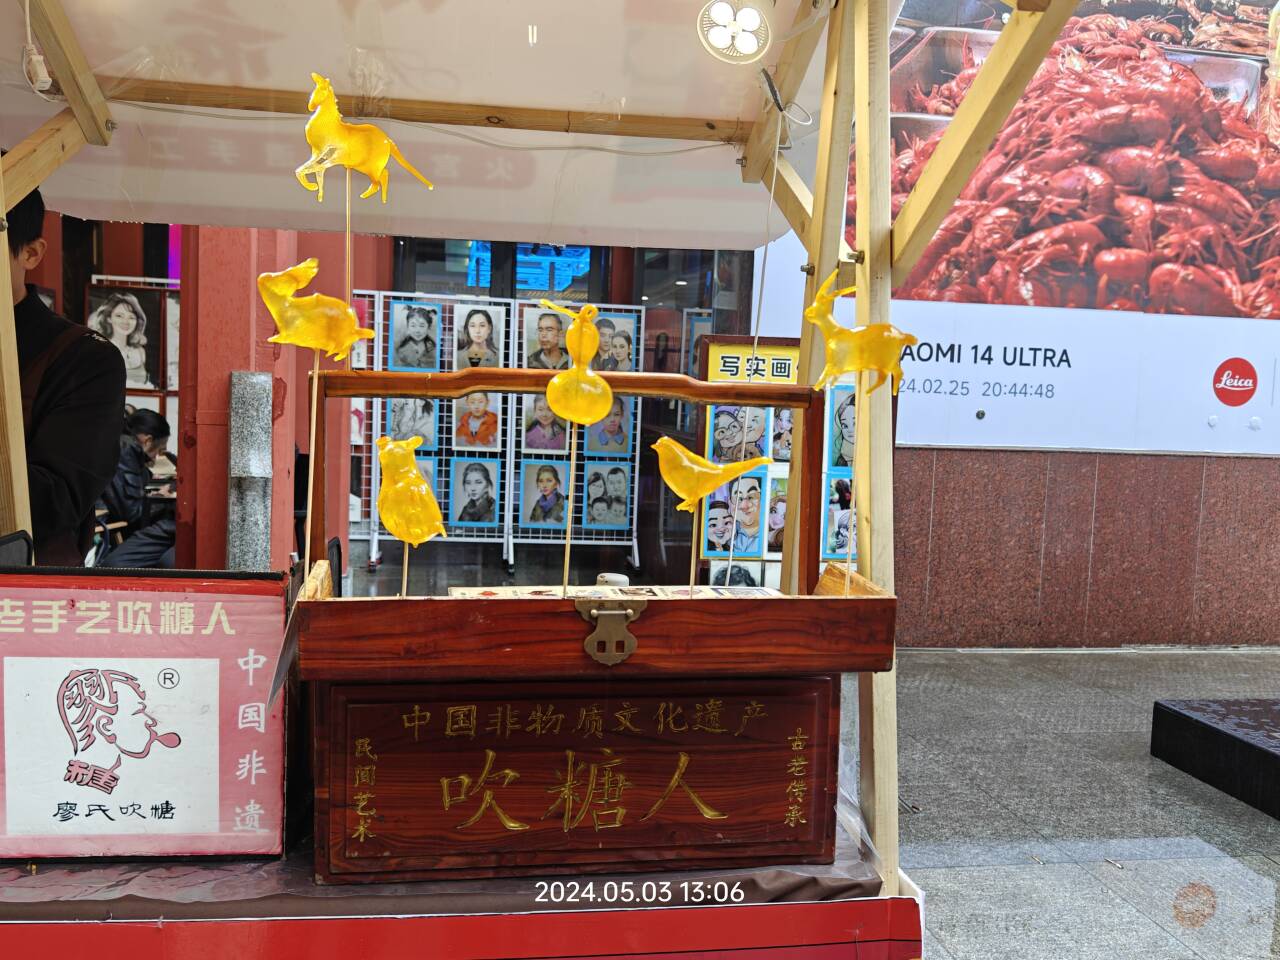 写实画
AOMI 14 ULTRA
24.02.25 20:44:48
Leica
老手艺吹糖人
中国非遗
®
糖
廖氏吹糖
中国非物质文化遗产
民间艺术
吹糖人
古老传承
2024.05.03 13:06